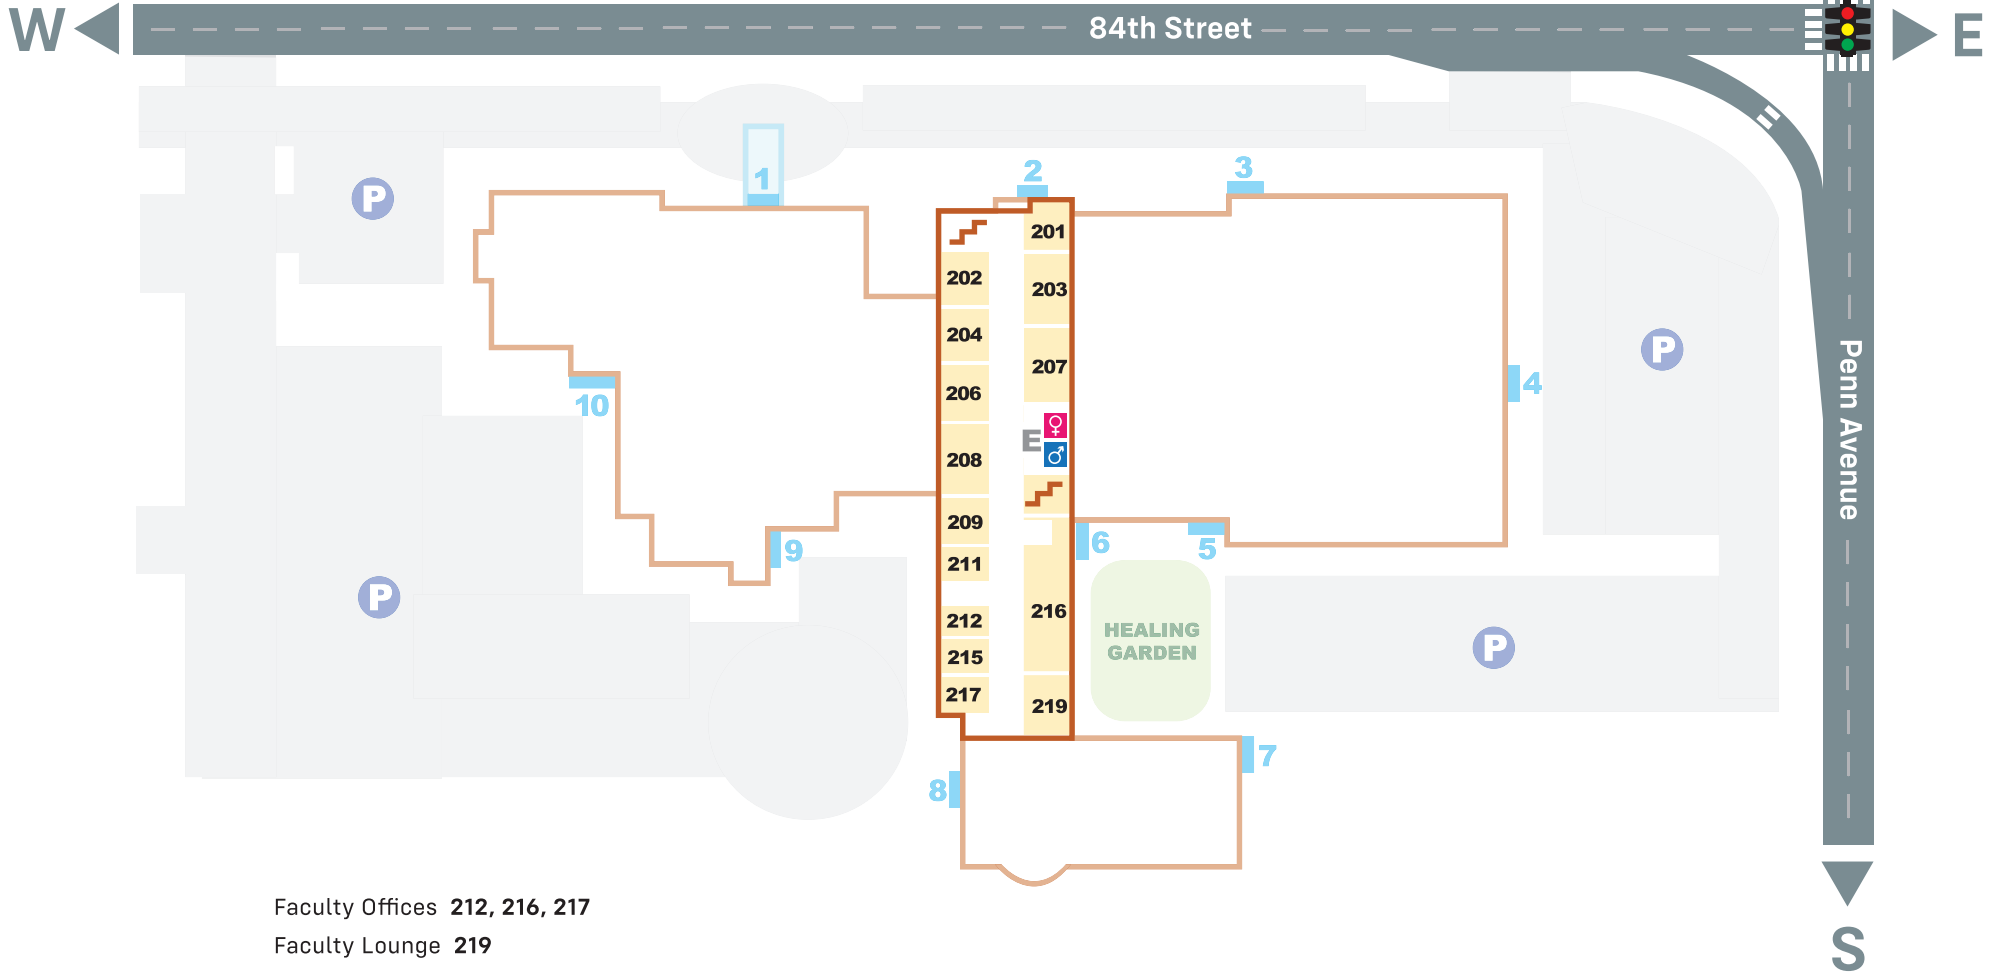 W
84th Street
E
P
1
2
3
201
202
203
204
207
P
Penn Avenue
206
4
10
E
208
209
6
5
9
211
P
216
212
HEALING
GARDEN
P
215
217
219
7
8
Faculty Offices 212, 216, 217
Faculty Lounge 219
S